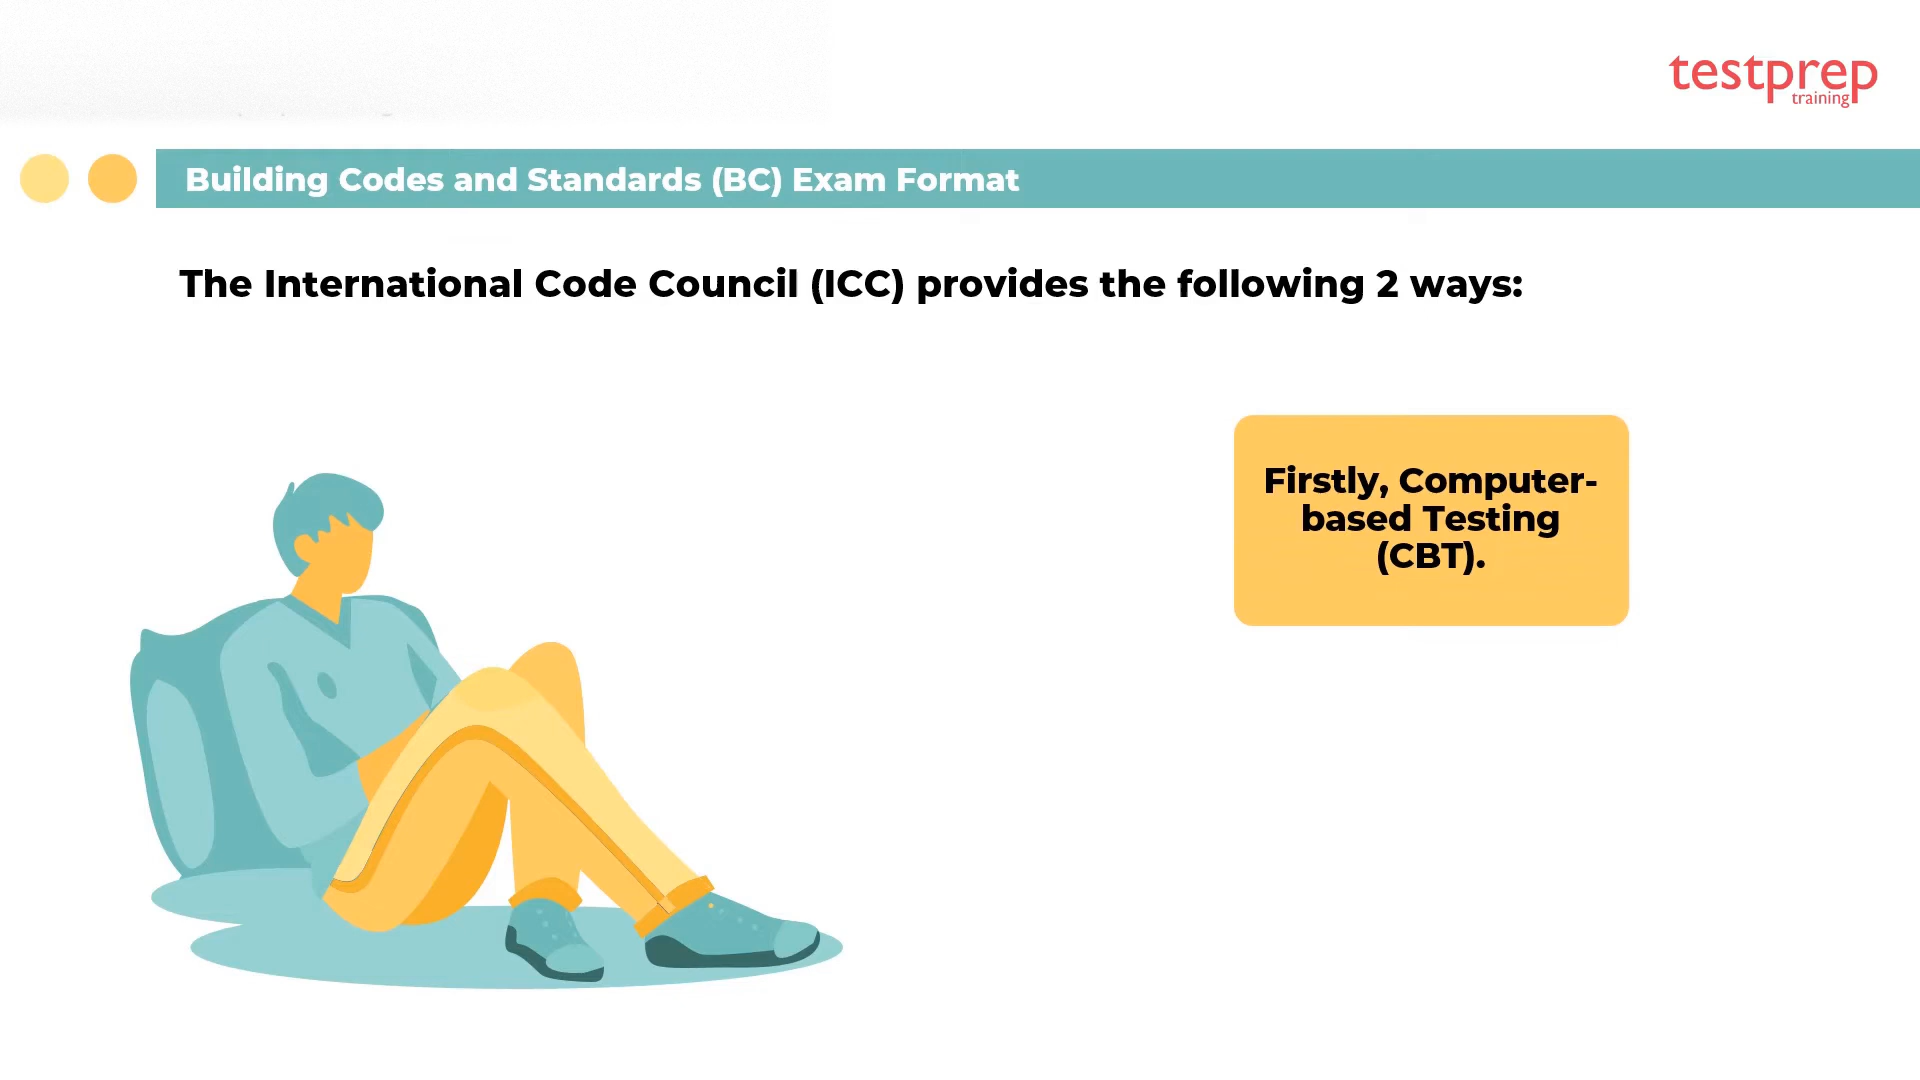 testprep
training
Building Codes and Standards (BC) Exam Format
The International Code Council (ICC) provides the following 2 ways:
Firstly, Computer-
based Testing
(CBT).